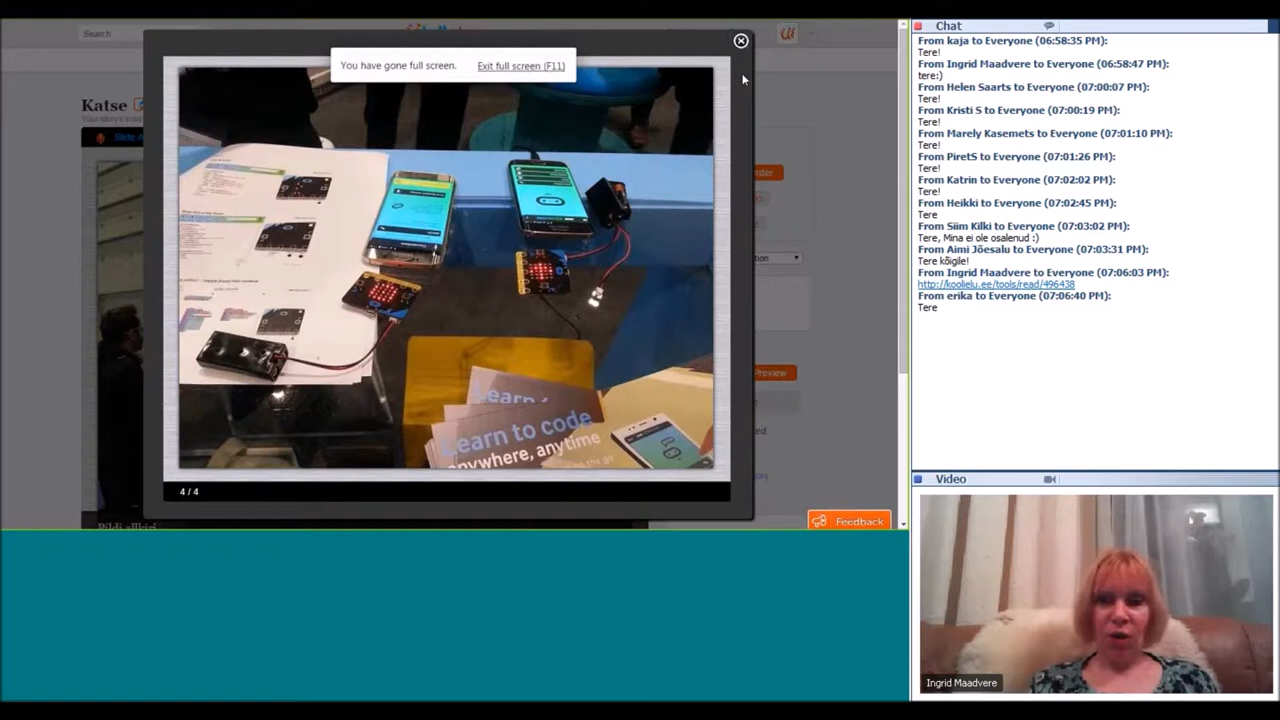 Search
Katse
You have gone full screen.
Exit full screen (F11)
Learn to code
anywhere, anytime
4 / 4
Preview
Feedback
Chat
From kaja to Everyone (06:58:35 PM):
Tere!
From Ingrid Maadvere to Everyone (06:58:47 PM):
tere:)
From Helen Saarts to Everyone (07:00:07 PM):
Tere!
From Kristi S to Everyone (07:00:19 PM):
Tere!
From Marely Kasemets to Everyone (07:01:10 PM):
Tere!
From PiretS to Everyone (07:01:26 PM):
Tere!
From Katrin to Everyone (07:02:02 PM):
Tere!
From Heikki to Everyone (07:02:45 PM):
Tere
From Siim Kilki to Everyone (07:03:02 PM):
Tere, Mina ei ole osalenud :)
From Aimi Jõesalu to Everyone (07:03:31 PM):
Tere kõigile!
From Ingrid Maadvere to Everyone (07:06:03 PM):
http://koolielu.ee/tools/read/496438
From erika to Everyone (07:06:40 PM):
Tere
Video
Ingrid Maadvere